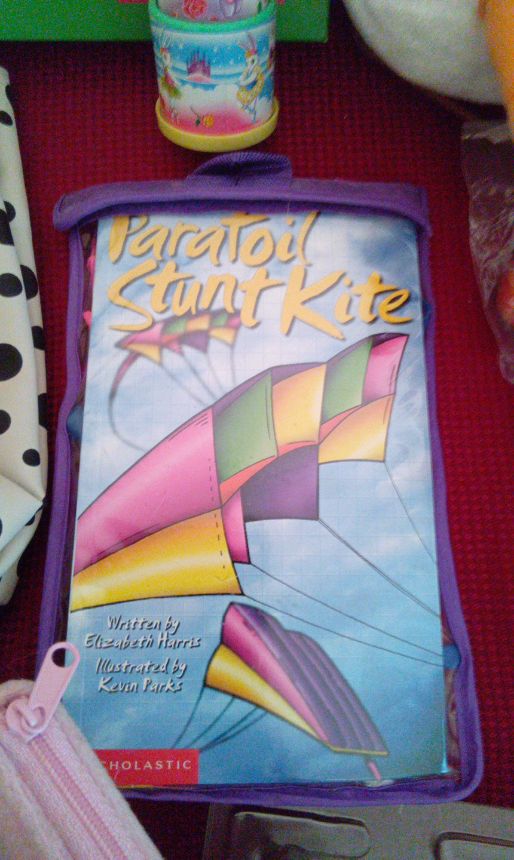 Parafoil
Stunt Kite
Written by
Elizabeth Harris
Illustrated by
Kevin Parks
SCHOLASTIC